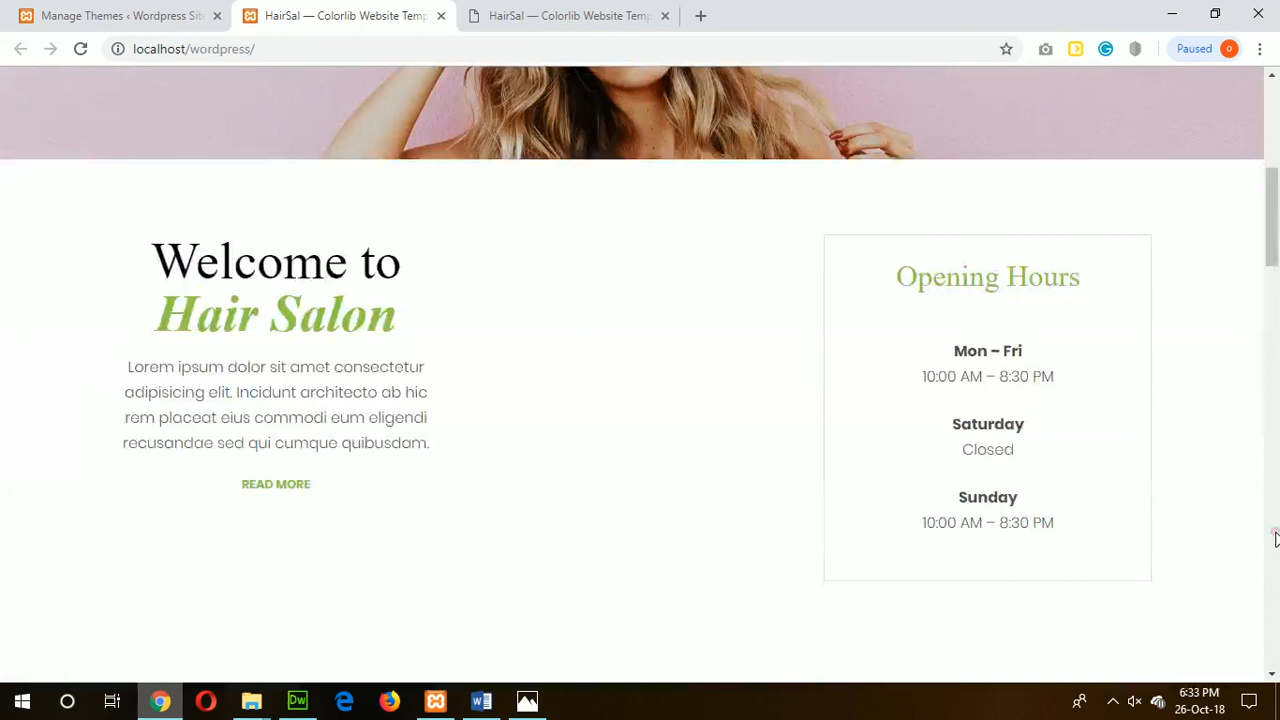 Manage Themes ‹ Wordpress Sit
HairSal — Colorlib Website Temp
HairSal — Colorlib Website Temp
localhost/wordpress/
Paused
0
Welcome to
Hair Salon
Lorem ipsum dolor sit amet consectetur
adipisicing elit. Incidunt architecto ab hic
rem placeat eius commodi eum eligendi
recusandae sed qui cumque quibusdam.
READ MORE
Opening Hours
Mon – Fri
10:00 AM – 8:30 PM
Saturday
Closed
Sunday
10:00 AM – 8:30 PM
Dw
6:33 PM
26-Oct-18